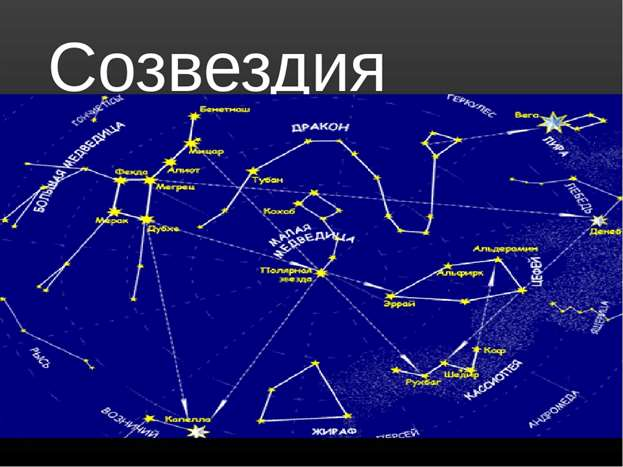 Созвездия
ГОНЧИЕ ПСЫ
БОЛЬШАЯ МЕДВЕДИЦА
Бенетнаш
ДРАКОН
ГЕРКУЛЕС
Вега
ЛИРА
Мицар
Алиот
Фекда
Мегрец
Тубан
ЛЕБЕДЬ
Мерак
Дубхе
Кохаб
МАЛАЯ
МЕДВЕДИЦА
Денеб
Альдерамин
Полярная
звезда
Альфирк
ЦЕФЕЙ
Эррай
ЯЩЕРИЦА
РЫСЬ
Каф
Шедар
Рухбаг
КАССИОПЕЯ
ВОЗНИЧИЙ
Капелла
ЖИРАФ
ПЕРСЕЙ
АНДРОМЕДА